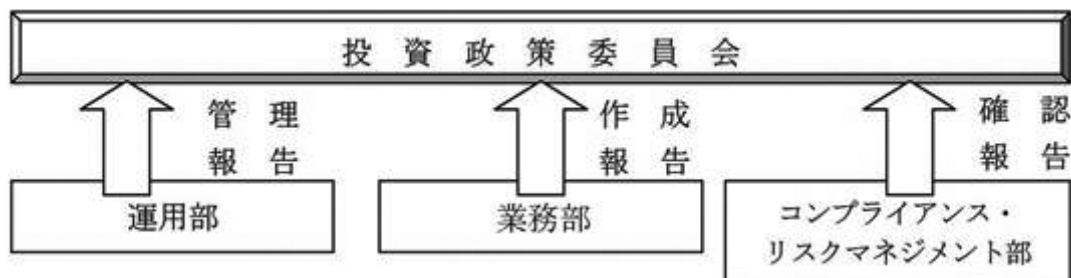 投資政策委員会
管理
報告
作成
報告
確認
報告
運用部
業務部
コンプライアンス・
リスクマネジメント部